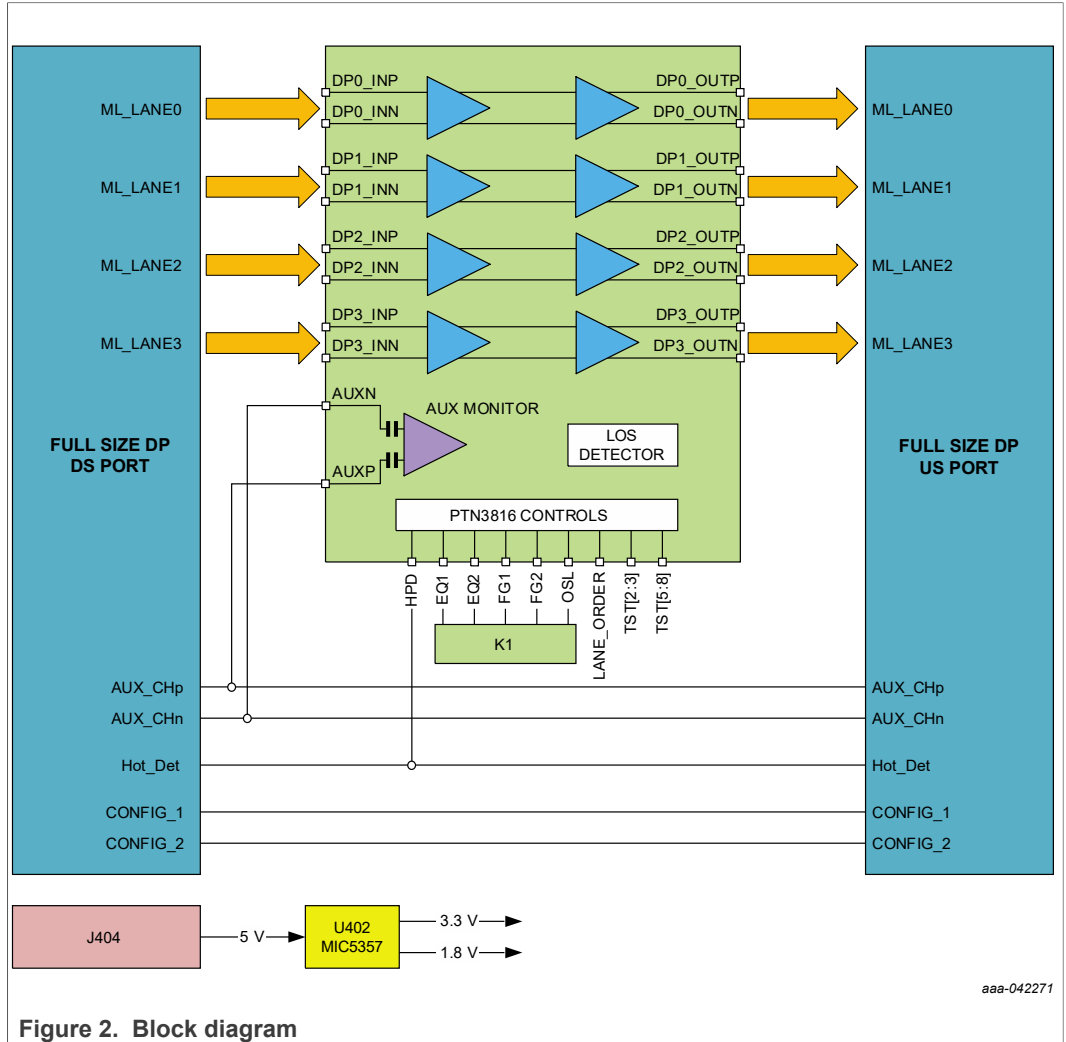 DP0_INP
DP0_OUTP
ML_LANE0
DP0_INN
DP0_OUTN
ML_LANE0
DP1_INP
DP1_OUTP
ML_LANE1
DP1_INN
DP1_OUTN
ML_LANE1
DP2_INP
DP2_OUTP
ML_LANE2
DP2_INN
DP2_OUTN
ML_LANE2
DP3_INP
DP3_OUTP
ML_LANE3
DP3_INN
DP3_OUTN
ML_LANE3
AUXN
AUX MONITOR
FULL SIZE DP
DS PORT
LOS
DETECTOR
FULL SIZE DP
US PORT
AUXP
PTN3816 CONTROLS
HPD
EQ1
EQ2
FG1
FG2
OSL
LANE_ORDER
TST[2:3]
TST[5:8]
K1
AUX_CHp
AUX_CHp
AUX_CHn
AUX_CHn
Hot_Det
Hot_Det
CONFIG_1
CONFIG_1
CONFIG_2
CONFIG_2
J404
5 V
U402
MIC5357
3.3 V
1.8 V
aaa-042271
Figure 2. Block diagram